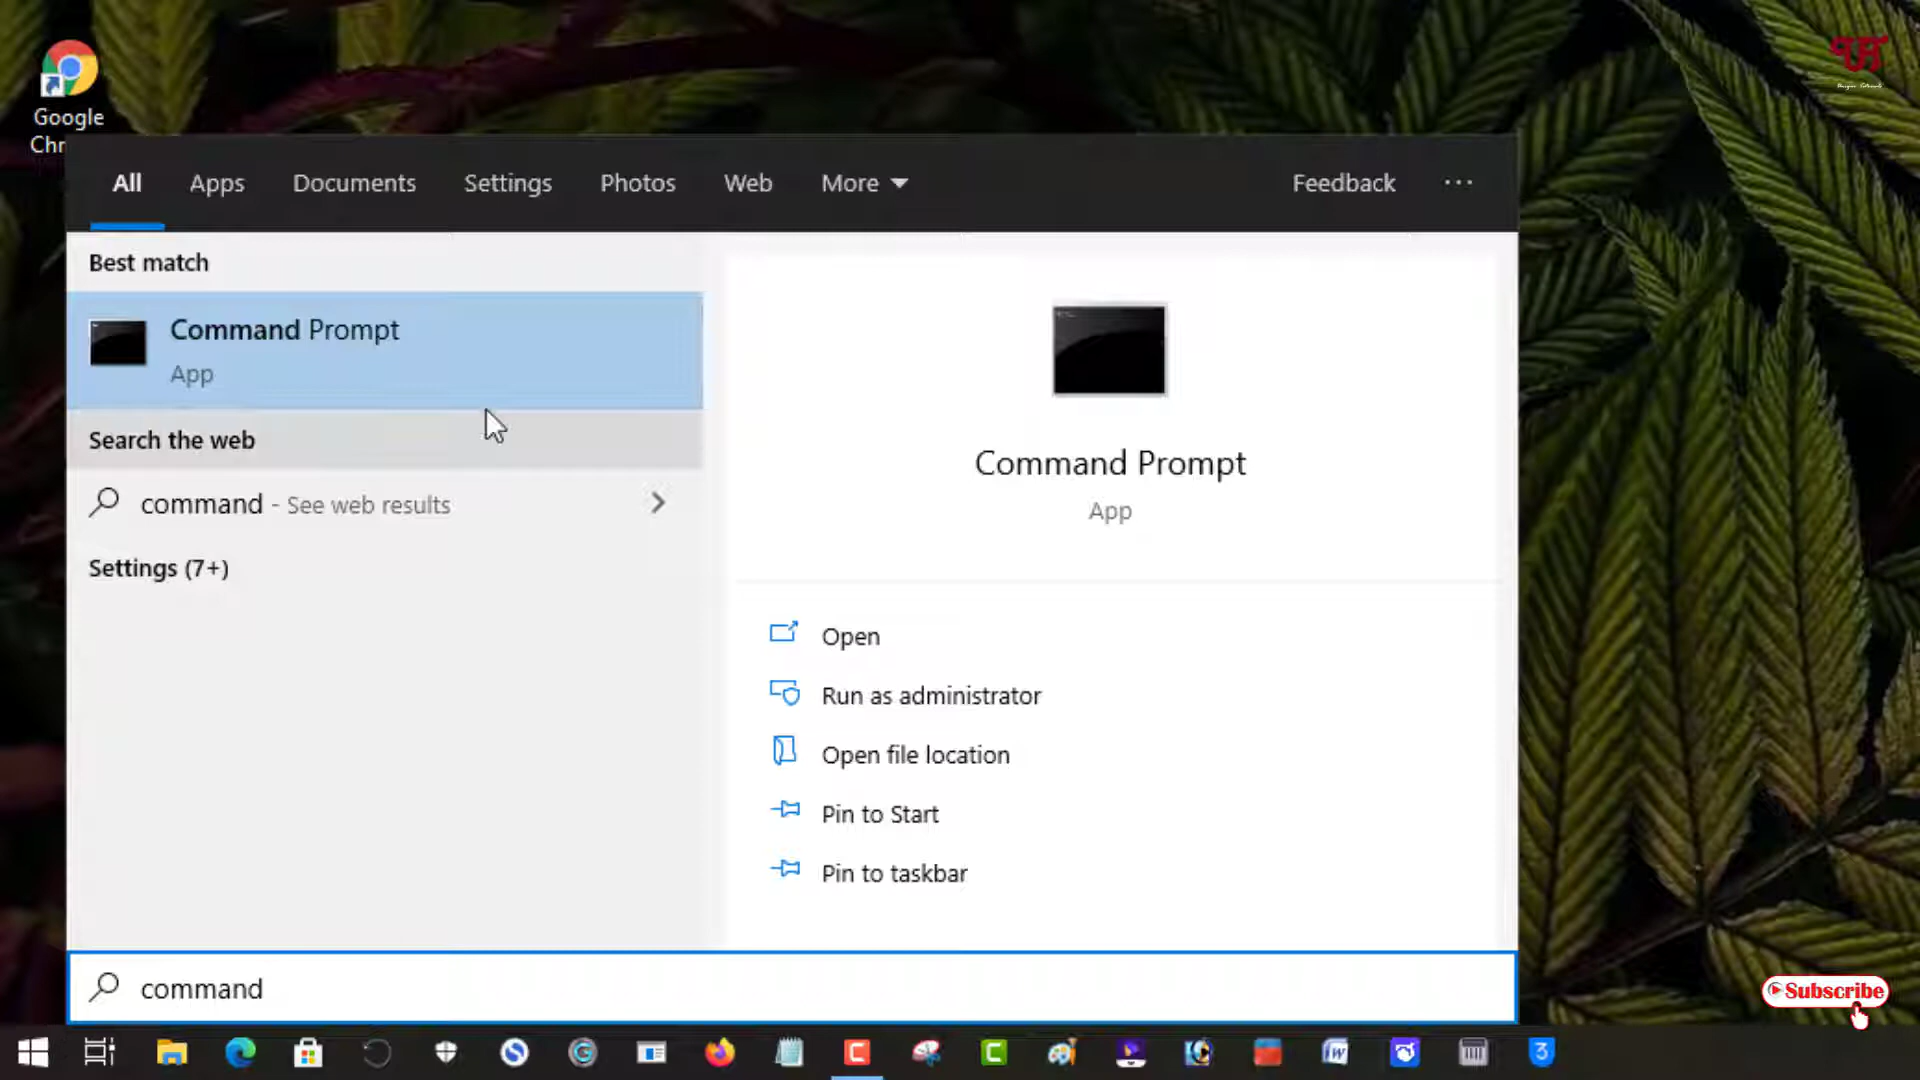 Google
Chr
All Apps Documents Settings Photos Web More Feedback ...
Best match
Command Prompt
App
Search the web
command - See web results
Settings (7+)
Command Prompt
App
Open
Run as administrator
Open file location
Pin to Start
Pin to taskbar
command
Subscribe